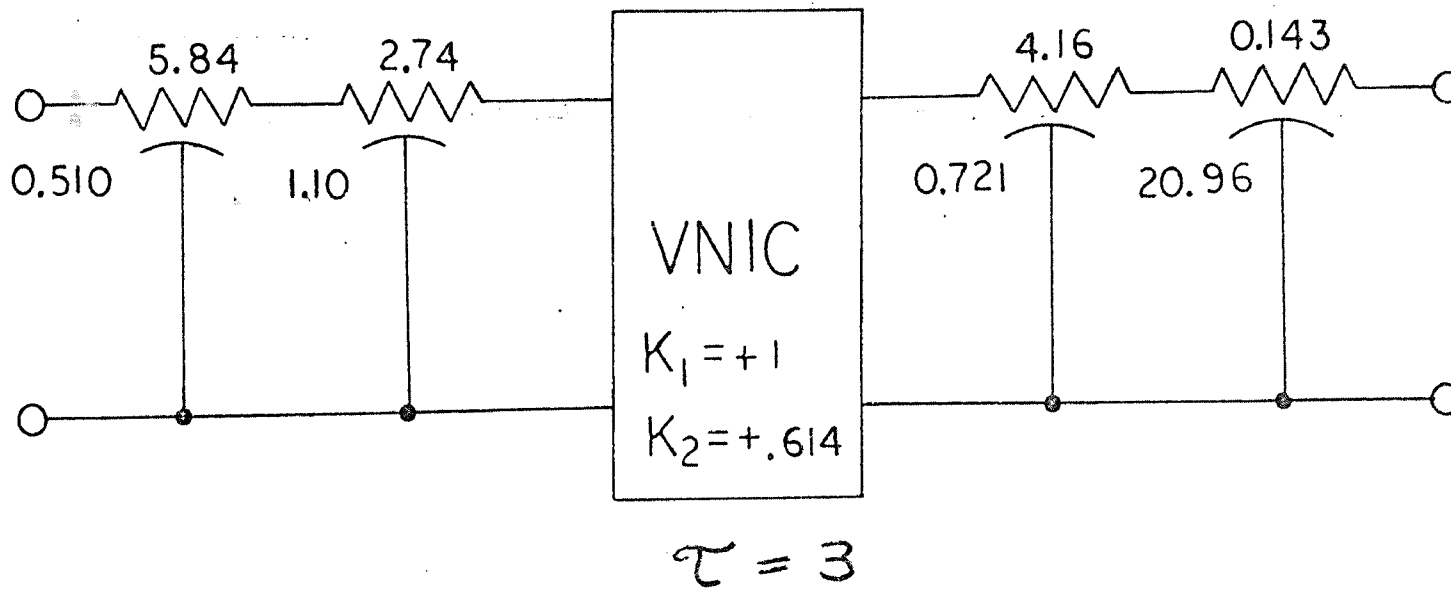 5.84
2.74
4.16
0.143
0.510
1.10
0.721
20.96
VNIC
K₁ = +1
K₂ = +.614
τ = 3